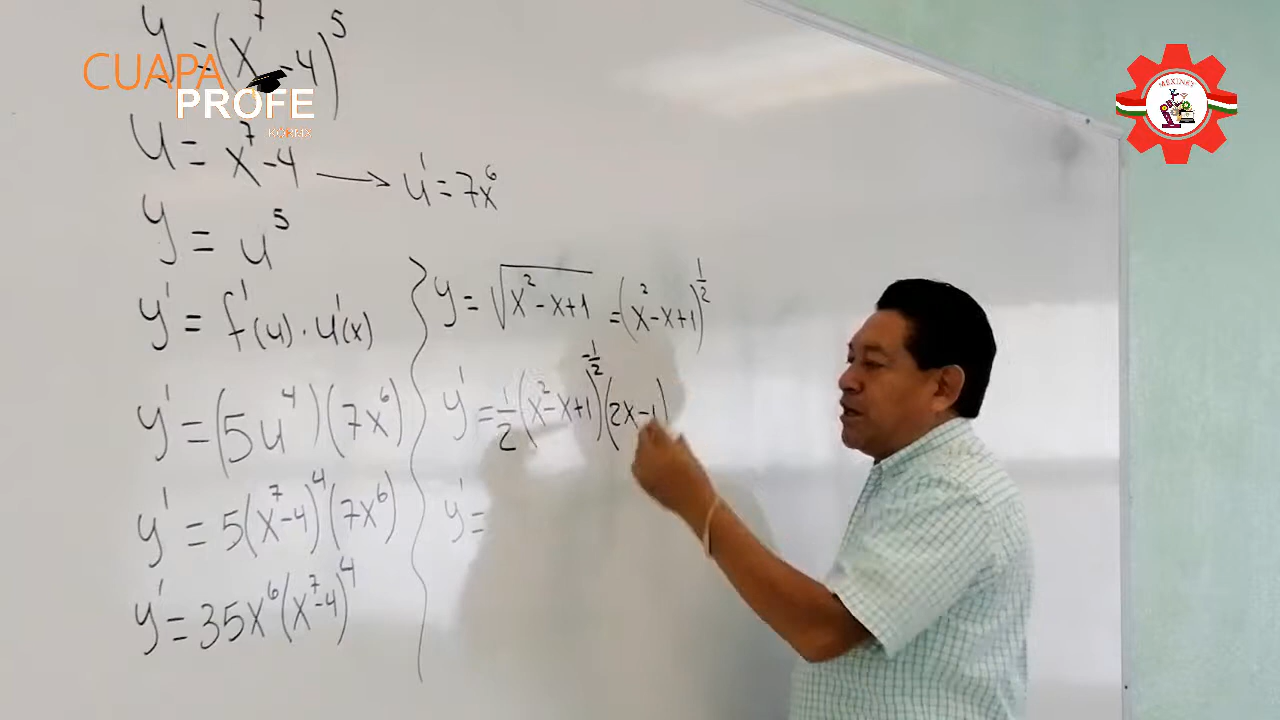 y = (x⁷ - 4)⁵
CUAPA
PROFE
u = x⁷ - 4 → u' = 7x⁶
y = u⁵
y' = f'(u) · u'(x)
y' = (5u⁴)(7x⁶)
y' = 5(x⁷-4)⁴(7x⁶)
y' = 35x⁶(x⁷-4)⁴
y = √(x² - x + 1) = (x² - x + 1)^(1/2)
y' = 1/2 (x² - x + 1)^(-1/2) (2x - 1)
y' =